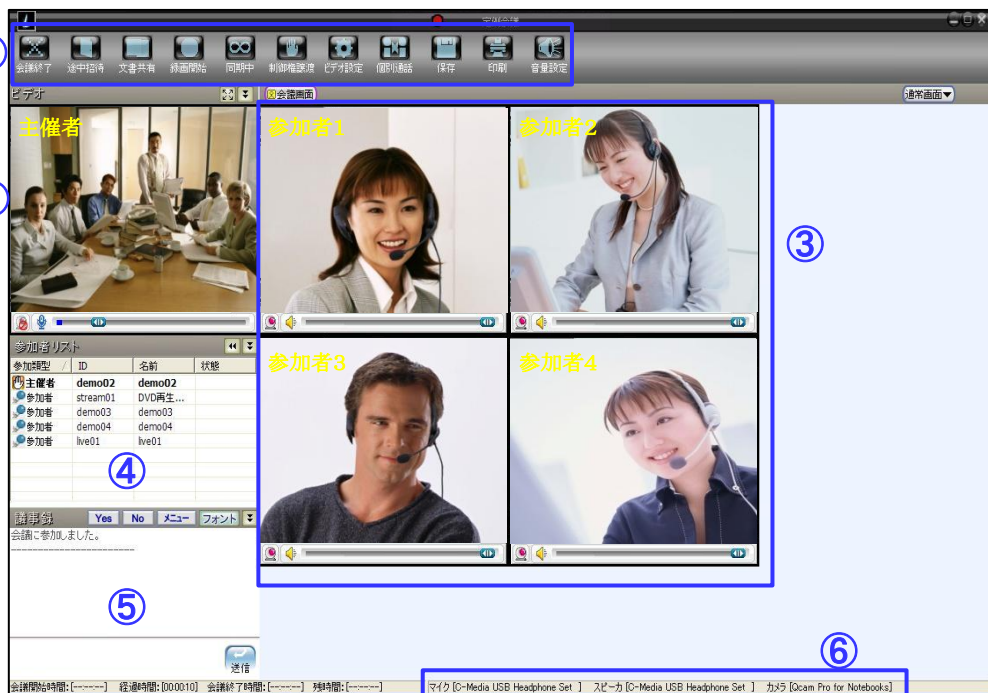 定例会議
会議終了 途中招待 文書共有 録画開始 同期中 制御権譲渡 ビデオ設定 個別通話 保存 印刷 音量設定
ビデオ
会議画面
通常画面▼
主催者
参加者1
参加者2
③
参加者3
参加者4
参加者リスト
参加類型 ID 名前 状態
主催者 demo02 demo02
参加者 stream01 DVD再生...
参加者 demo03 demo03
参加者 demo04 demo04
参加者 live01 live01
④
議事録 Yes No メニュー フォント
会議に参加しました。
------------------------
⑤
送信
⑥
会議開始時間:[--:--:--] 経過時間:[00:00:10] 会議終了時間:[--:--:--] 残時間:[--:--:--] マイク [C-Media USB Headphone Set ] スピーカ [C-Media USB Headphone Set ] カメラ [Qcam Pro for Notebooks]